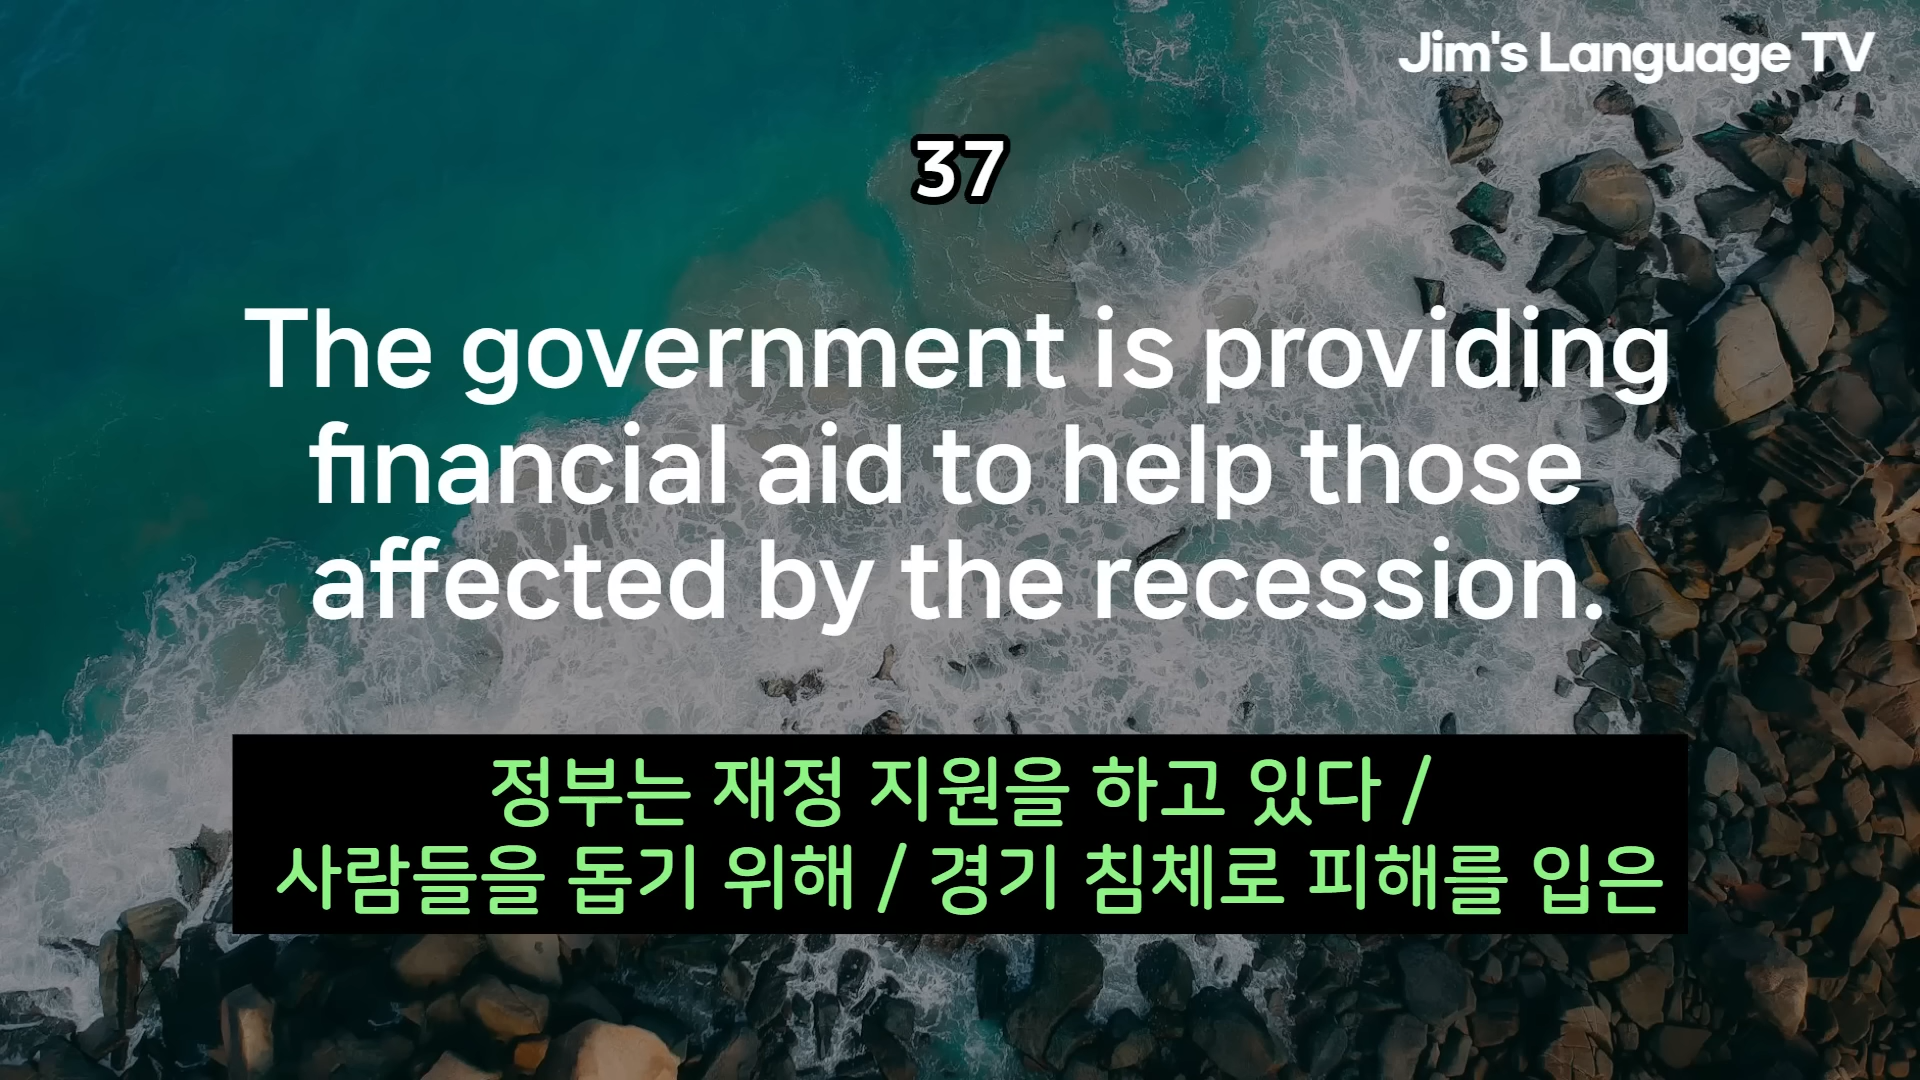 Jim's Language TV
37
The government is providing
financial aid to help those
affected by the recession.
정부는 재정 지원을 하고 있다 /
사람들을 돕기 위해 / 경기 침체로 피해를 입은